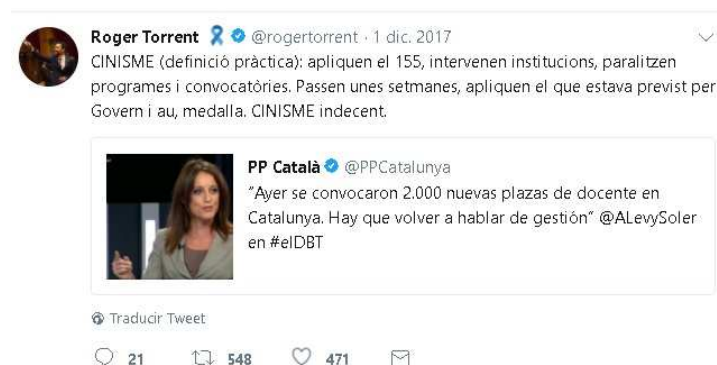 Roger Torrent @rogertorrent · 1 dic. 2017
CINISME (definició pràctica): apliquen el 155, intervenen institucions, paralitzen
programes i convocatòries. Passen unes setmanes, apliquen el que estava previst per
Govern i au, medalla. CINISME indecent.
PP Català @PPCatalunya
"Ayer se convocaron 2.000 nuevas plazas de docente en
Catalunya. Hay que volver a hablar de gestión" @ALevySoler
en #elDBT
Traducir Tweet
21 548 471